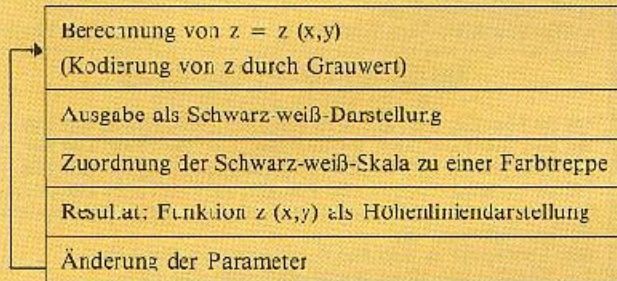 Berechnung von z = z (x,y)
(Kodierung von z durch Grauwert)
Ausgabe als Schwarz-weiß-Darstellung
Zuordnung der Schwarz-weiß-Skala zu einer Farbtreppe
Resultat: Funktion z (x,y) als Höhenliniendarstellung
Änderung der Parameter